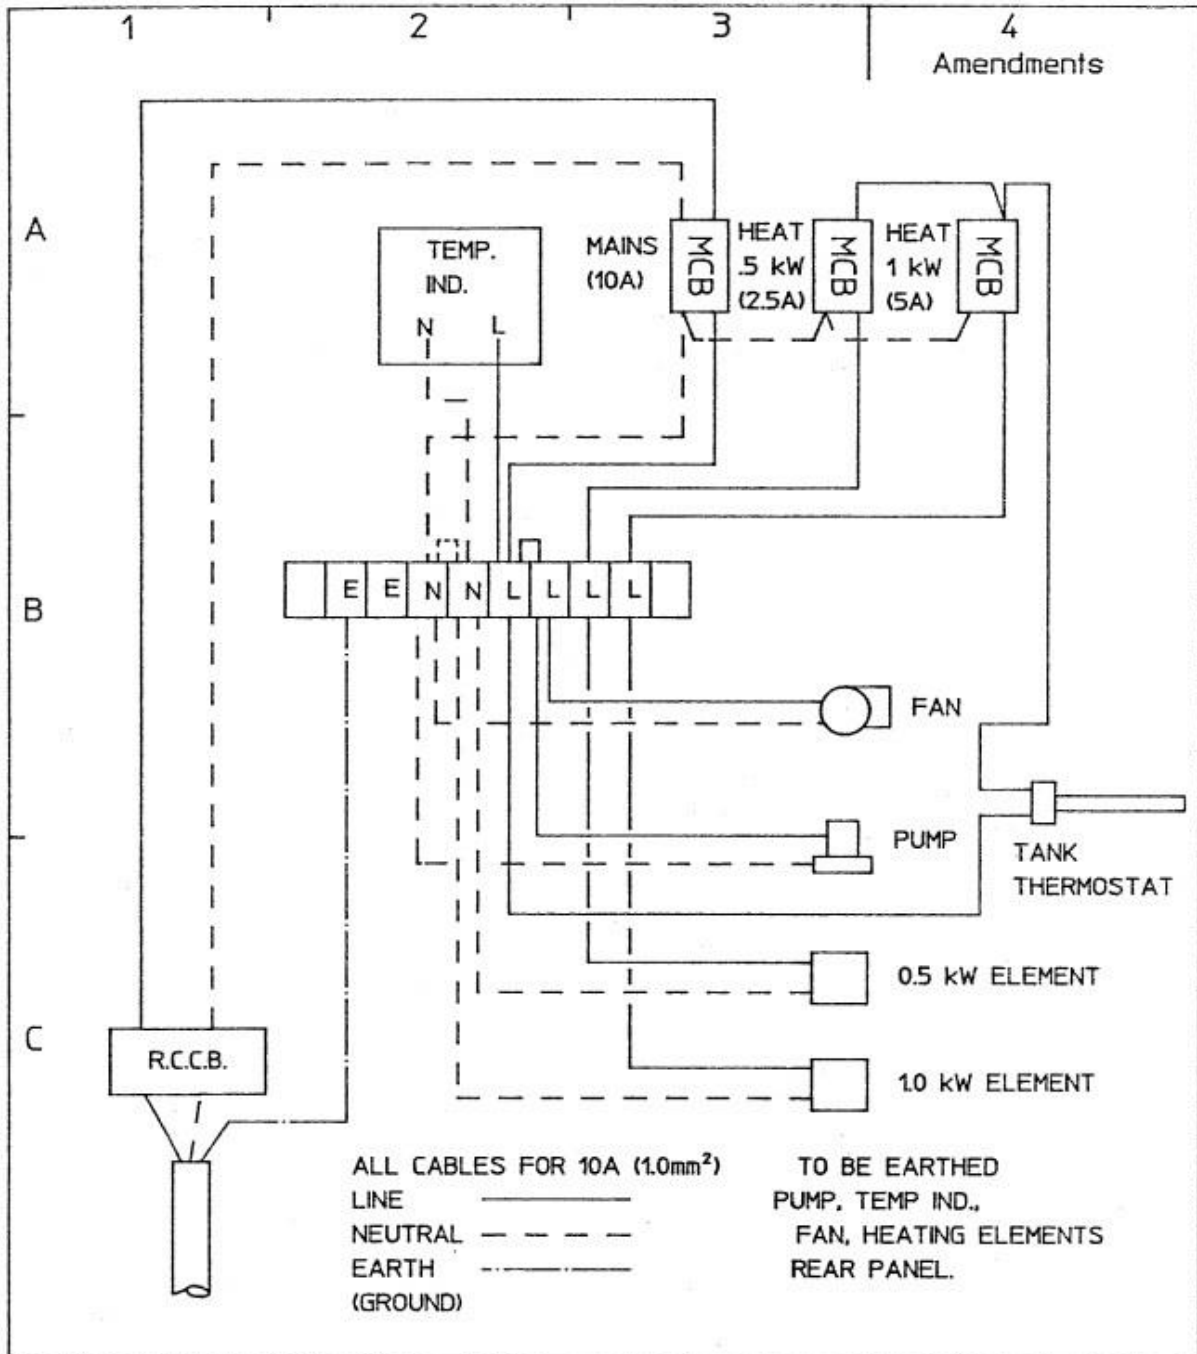 1 2 3 4
Amendments
A
TEMP.
IND.
N L
MAINS
(10A)
MCB
HEAT
.5 kW
(2.5A)
MCB
HEAT
1 kW
(5A)
MCB
B
E E N N L L L L
FAN
PUMP
TANK
THERMOSTAT
0.5 kW ELEMENT
C
R.C.C.B.
1.0 kW ELEMENT
ALL CABLES FOR 10A (1.0mm²)
LINE
NEUTRAL
EARTH
(GROUND)
TO BE EARTHED
PUMP, TEMP IND.,
FAN, HEATING ELEMENTS
REAR PANEL.